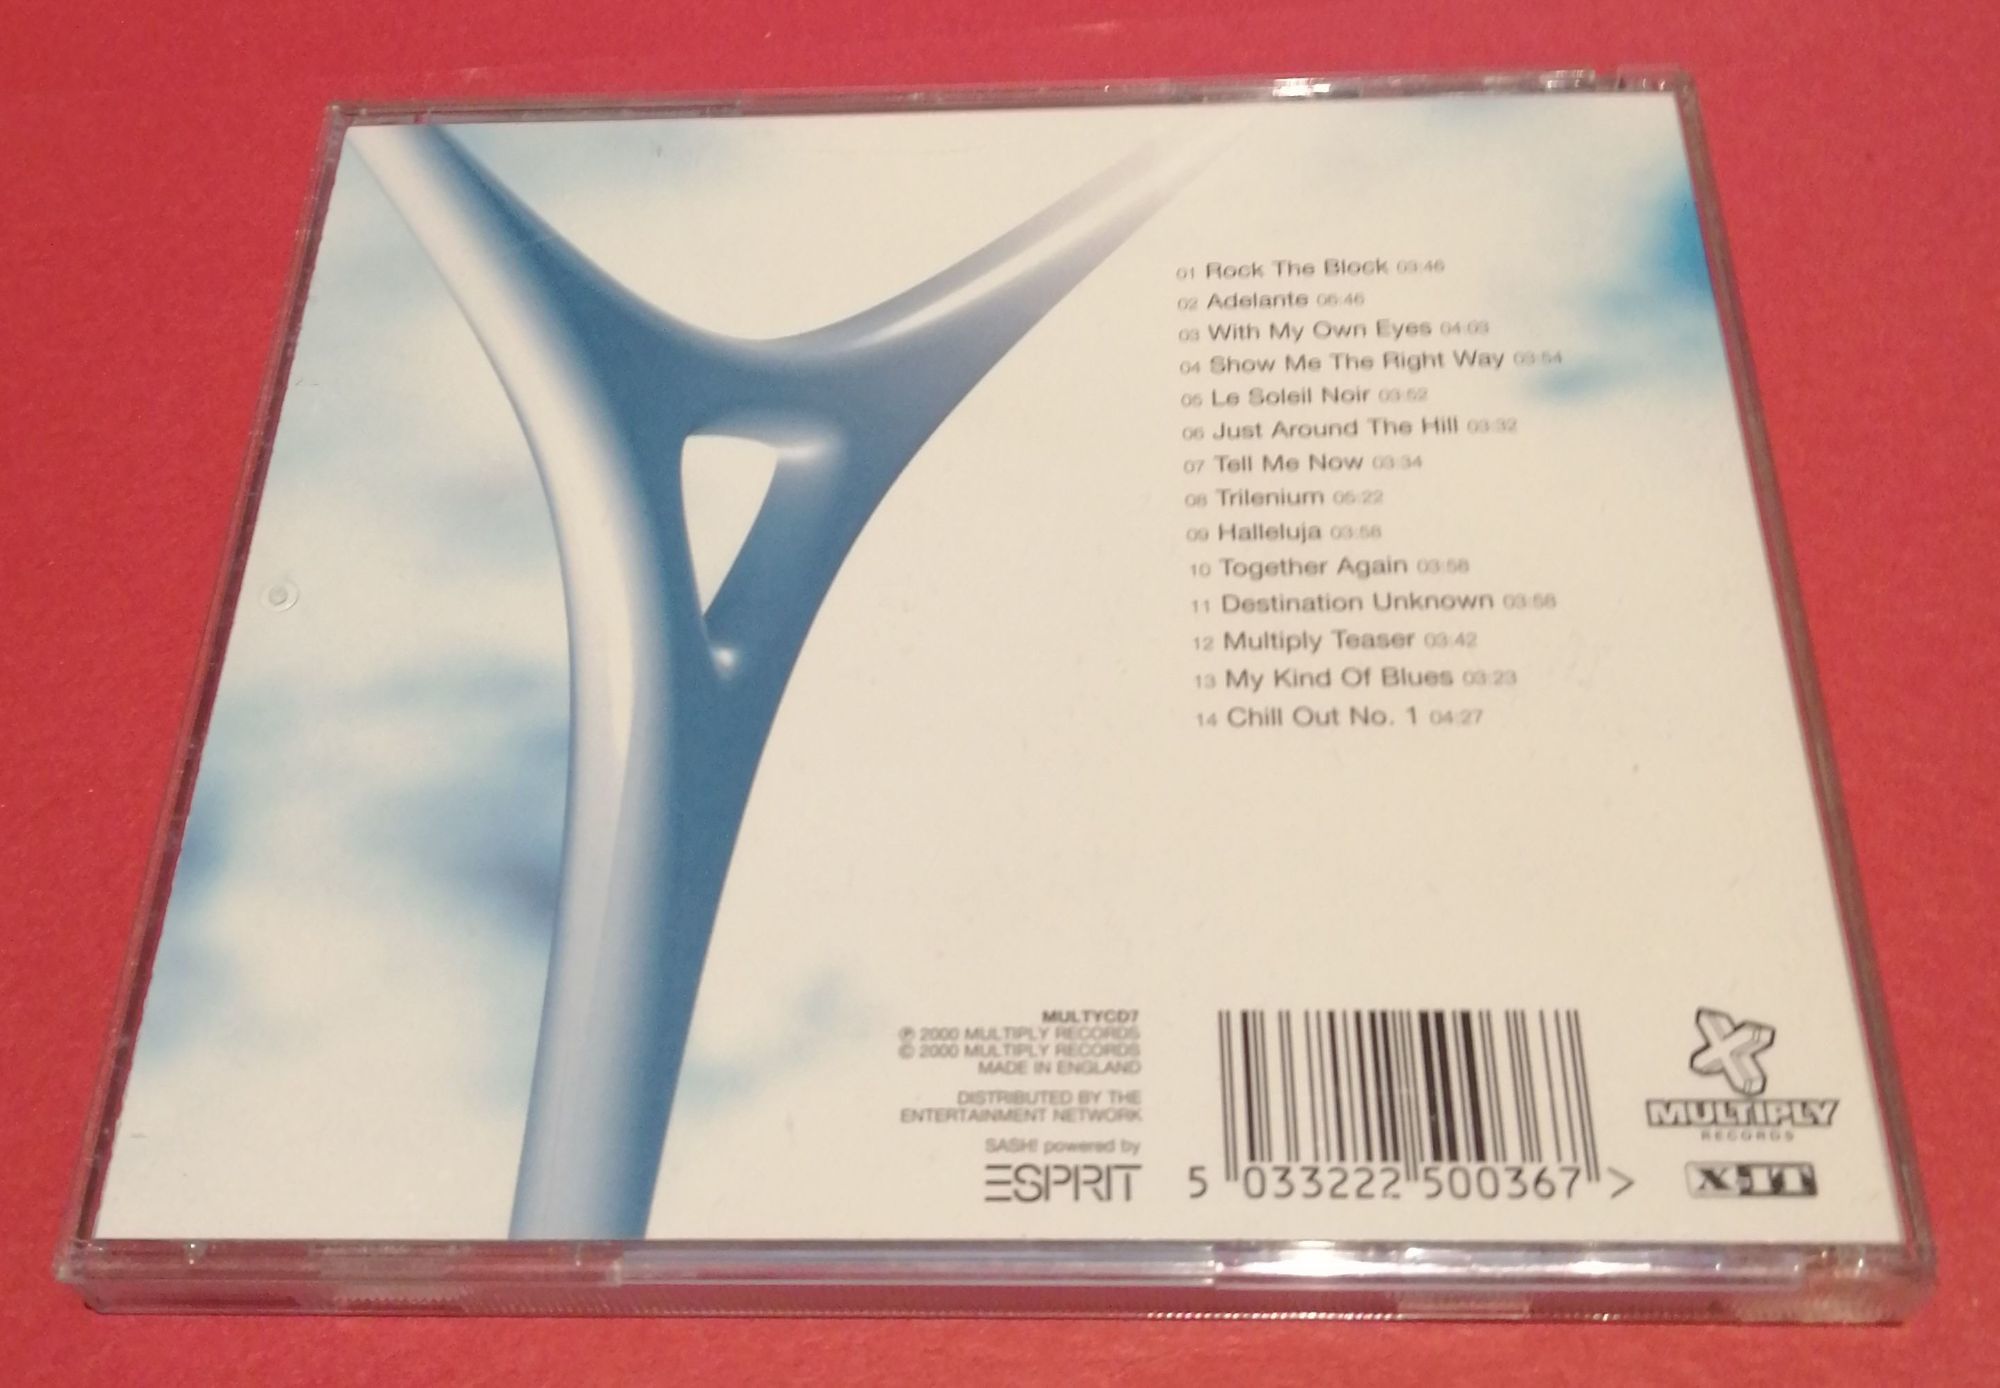 01 Rock The Block 03:46
02 Adelante 06:46
03 With My Own Eyes 04:03
04 Show Me The Right Way 03:54
05 Le Soleil Noir 03:52
06 Just Around The Hill 03:32
07 Tell Me Now 03:34
08 Trilenium 05:22
09 Halleluja 03:56
10 Together Again 03:58
11 Destination Unknown 03:58
12 Multiply Teaser 03:42
13 My Kind Of Blues 03:23
14 Chill Out No. 1 04:27
MULTYCD7
℗ 2000 MULTIPLY RECORDS
© 2000 MULTIPLY RECORDS
MADE IN ENGLAND
DISTRIBUTED BY THE
ENTERTAINMENT NETWORK
SASH! powered by
ESPRIT
5 033222 500367 >
MULTIPLY
RECORDS
X-IT